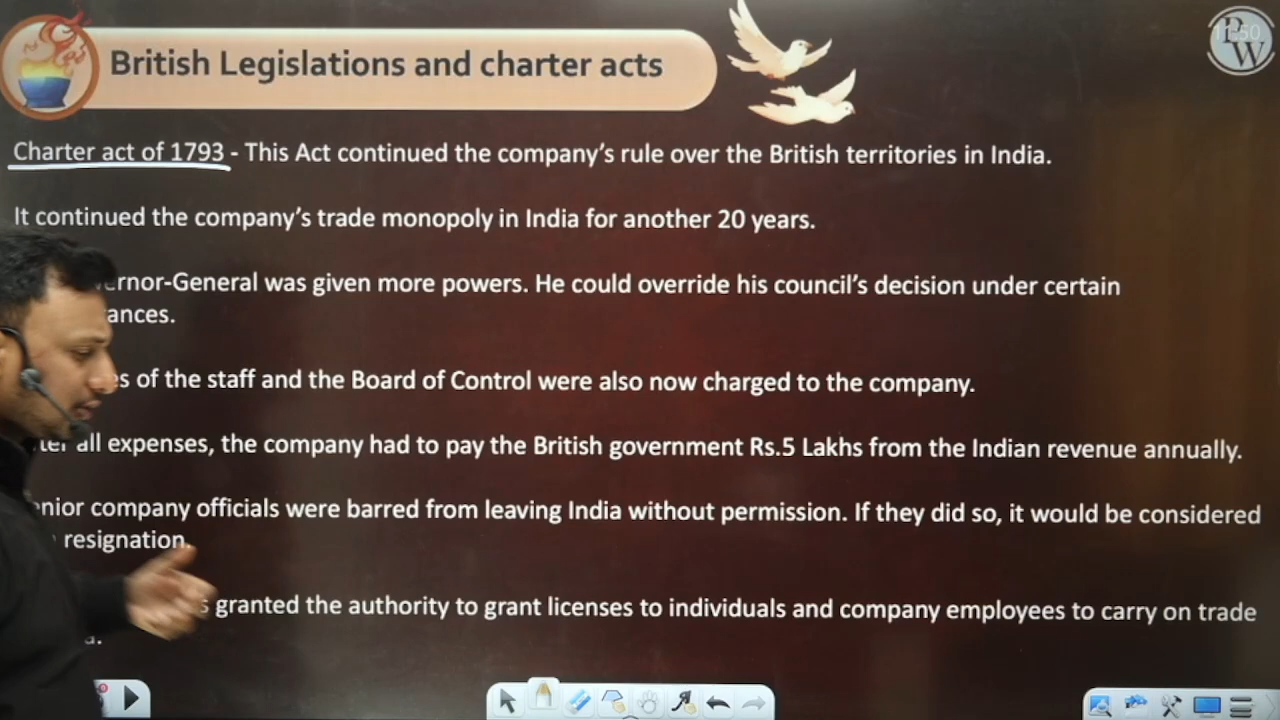 British Legislations and charter acts
PW
Charter act of 1793 - This Act continued the company's rule over the British territories in India.
It continued the company's trade monopoly in India for another 20 years.
-General was given more powers. He could override his council's decision under certain
of the staff and the Board of Control were also now charged to the company.
all expenses, the company had to pay the British government Rs.5 Lakhs from the Indian revenue annually.
company officials were barred from leaving India without permission. If they did so, it would be considered
resignation.
granted the authority to grant licenses to individuals and company employees to carry on trade